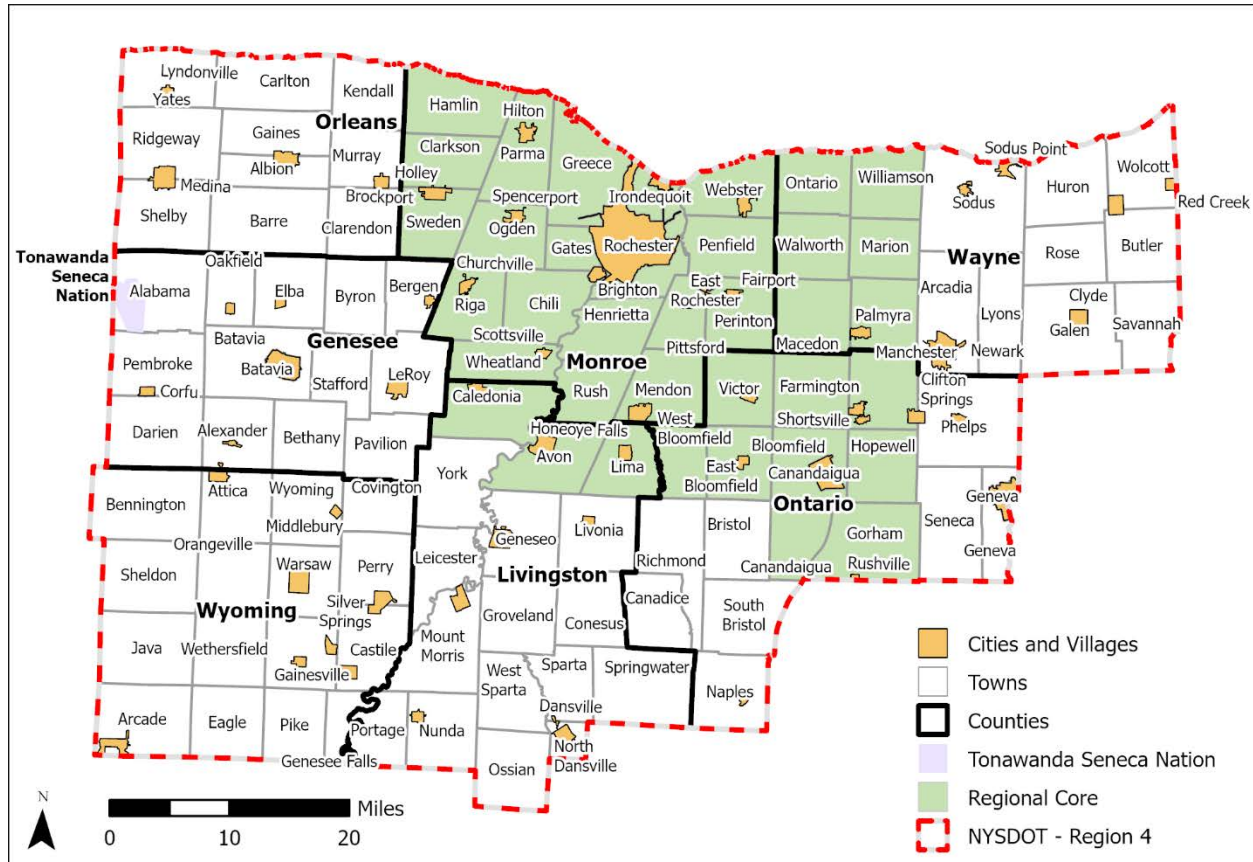 Lyndonville
Yates
Carlton
Kendall
Ridgeway
Gaines
Orleans
Albion
Murray
Medina
Holley
Brockport
Shelby
Barre
Clarendon
Hamlin
Hilton
Clarkson
Parma
Greece
Spencerport
Sweden
Ogden
Irondequoit
Webster
Gates
Rochester
Penfield
Churchville
Riga
Chili
Brighton
Henrietta
East
Rochester
Fairport
Perinton
Scottsville
Wheatland
Monroe
Pittsford
Rush
Mendon
Ontario
Williamson
Walworth
Marion
Palmyra
Macedon
Sodus Point
Sodus
Huron
Wolcott
Red Creek
Wayne
Rose
Butler
Arcadia
Lyons
Clyde
Galen
Savannah
Newark
Manchester
Clifton
Springs
Phelps
Tonawanda
Seneca
Nation
Oakfield
Alabama
Elba
Byron
Bergen
Batavia
Genesee
Pembroke
Batavia
Stafford
LeRoy
Corfu
Darien
Alexander
Bethany
Pavilion
Caledonia
Honeoye Falls
Avon
Lima
York
West
Bloomfield
Victor
Farmington
Shortsville
Bloomfield
Hopewell
East
Bloomfield
Canandaigua
Ontario
Geneva
Seneca
Geneva
Gorham
Rushville
Canandaigua
Bristol
Richmond
Canadice
South
Bristol
Naples
Bennington
Attica
Wyoming
Covington
Middlebury
Orangeville
Sheldon
Warsaw
Perry
Wyoming
Silver
Springs
Java
Wethersfield
Castile
Gainesville
Arcade
Eagle
Pike
Genesee Falls
Portage
Nunda
Leicester
Geneseo
Livonia
Livingston
Groveland
Conesus
Mount
Morris
West
Sparta
Sparta
Springwater
Dansville
North
Dansville
Ossian
Cities and Villages
Towns
Counties
Tonawanda Seneca Nation
Regional Core
NYSDOT - Region 4
N
Miles
0
10
20